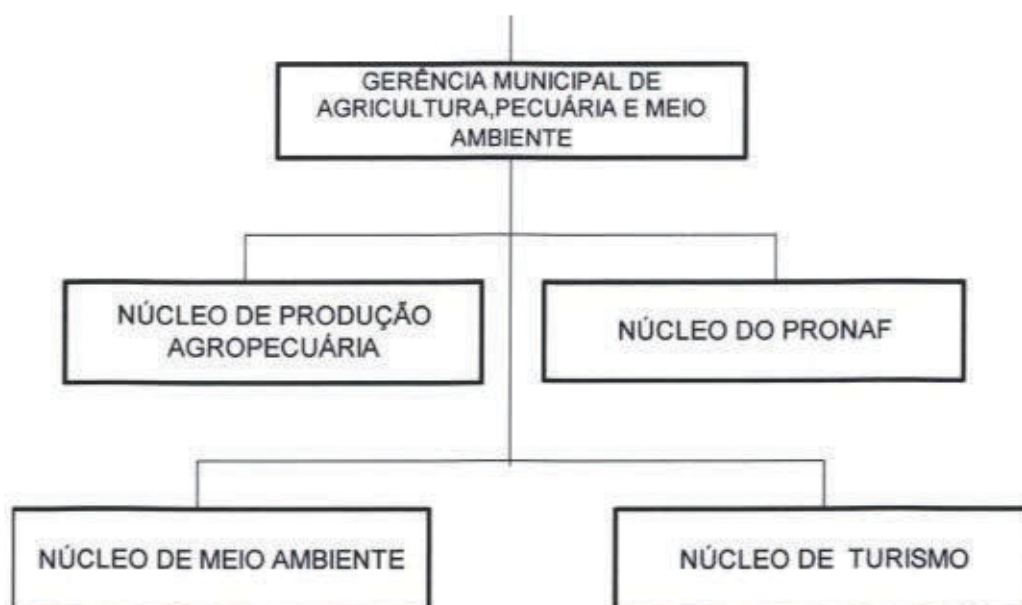 GERÊNCIA MUNICIPAL DE
AGRICULTURA,PECUÁRIA E MEIO
AMBIENTE
NÚCLEO DE PRODUÇÃO
AGROPECUÁRIA
NÚCLEO DO PRONAF
NÚCLEO DE MEIO AMBIENTE
NÚCLEO DE TURISMO